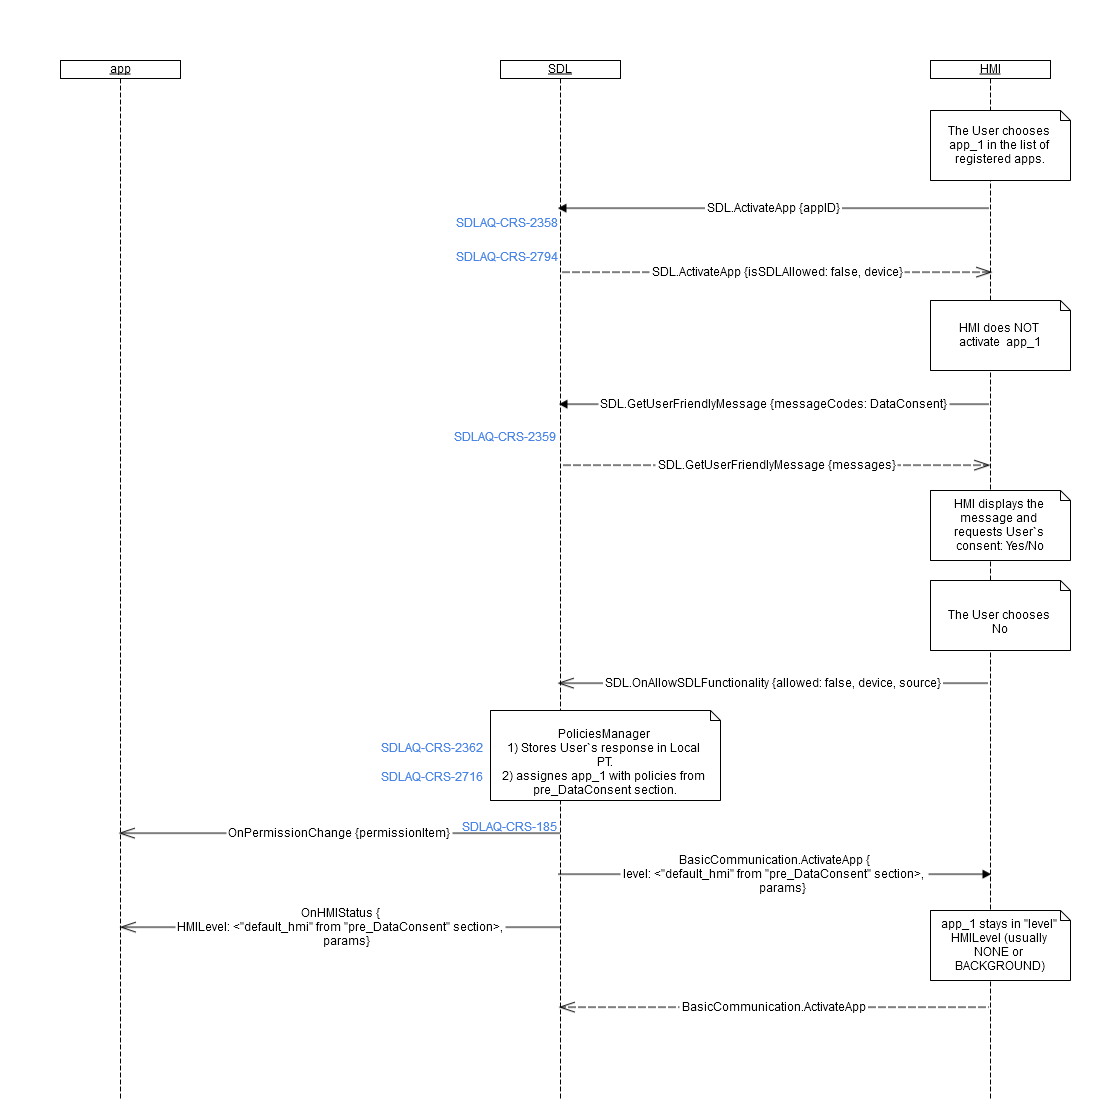 app
SDL
HMI
The User chooses
app_1 in the list of
registered apps.
SDL.ActivateApp {appID}
SDLAQ-CRS-2358
SDLAQ-CRS-2794
SDL.ActivateApp {isSDLAllowed: false, device}
HMI does NOT
activate  app_1
SDL.GetUserFriendlyMessage {messageCodes: DataConsent}
SDLAQ-CRS-2359
SDL.GetUserFriendlyMessage {messages}
HMI displays the
message and
requests User`s
consent: Yes/No
The User chooses
No
SDL.OnAllowSDLFunctionality {allowed: false, device, source}
PoliciesManager
1) Stores User`s response in Local
PT.
2) assignes app_1 with policies from
pre_DataConsent section.
SDLAQ-CRS-2362
SDLAQ-CRS-2716
SDLAQ-CRS-185
OnPermissionChange {permissionItem}
BasicCommunication.ActivateApp {
level: <"default_hmi" from "pre_DataConsent" section>,
params}
OnHMIStatus {
HMILevel: <"default_hmi" from "pre_DataConsent" section>,
params}
app_1 stays in "level"
HMILevel (usually
NONE or
BACKGROUND)
BasicCommunication.ActivateApp